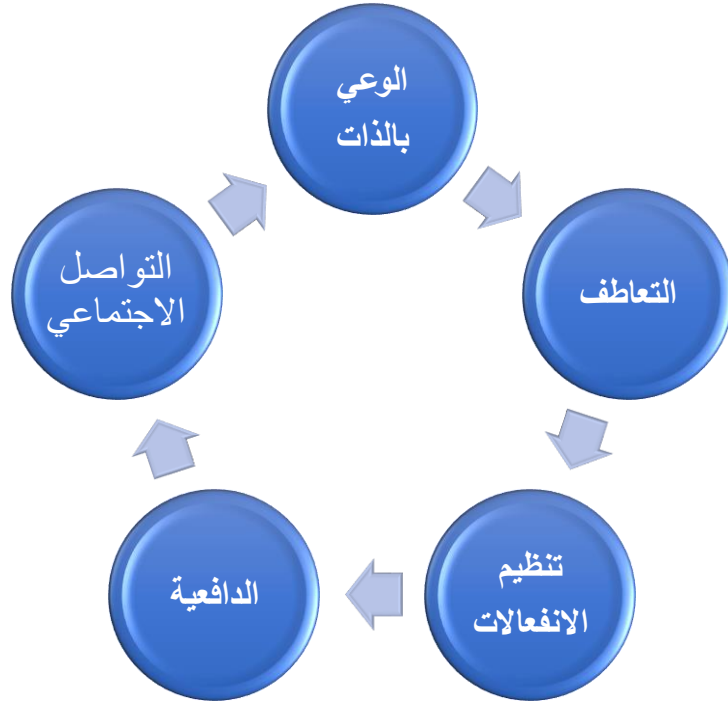 الوعي
بالذات
التعاطف
تنظيم
الانفعالات
الدافعية
التواصل
الاجتماعي